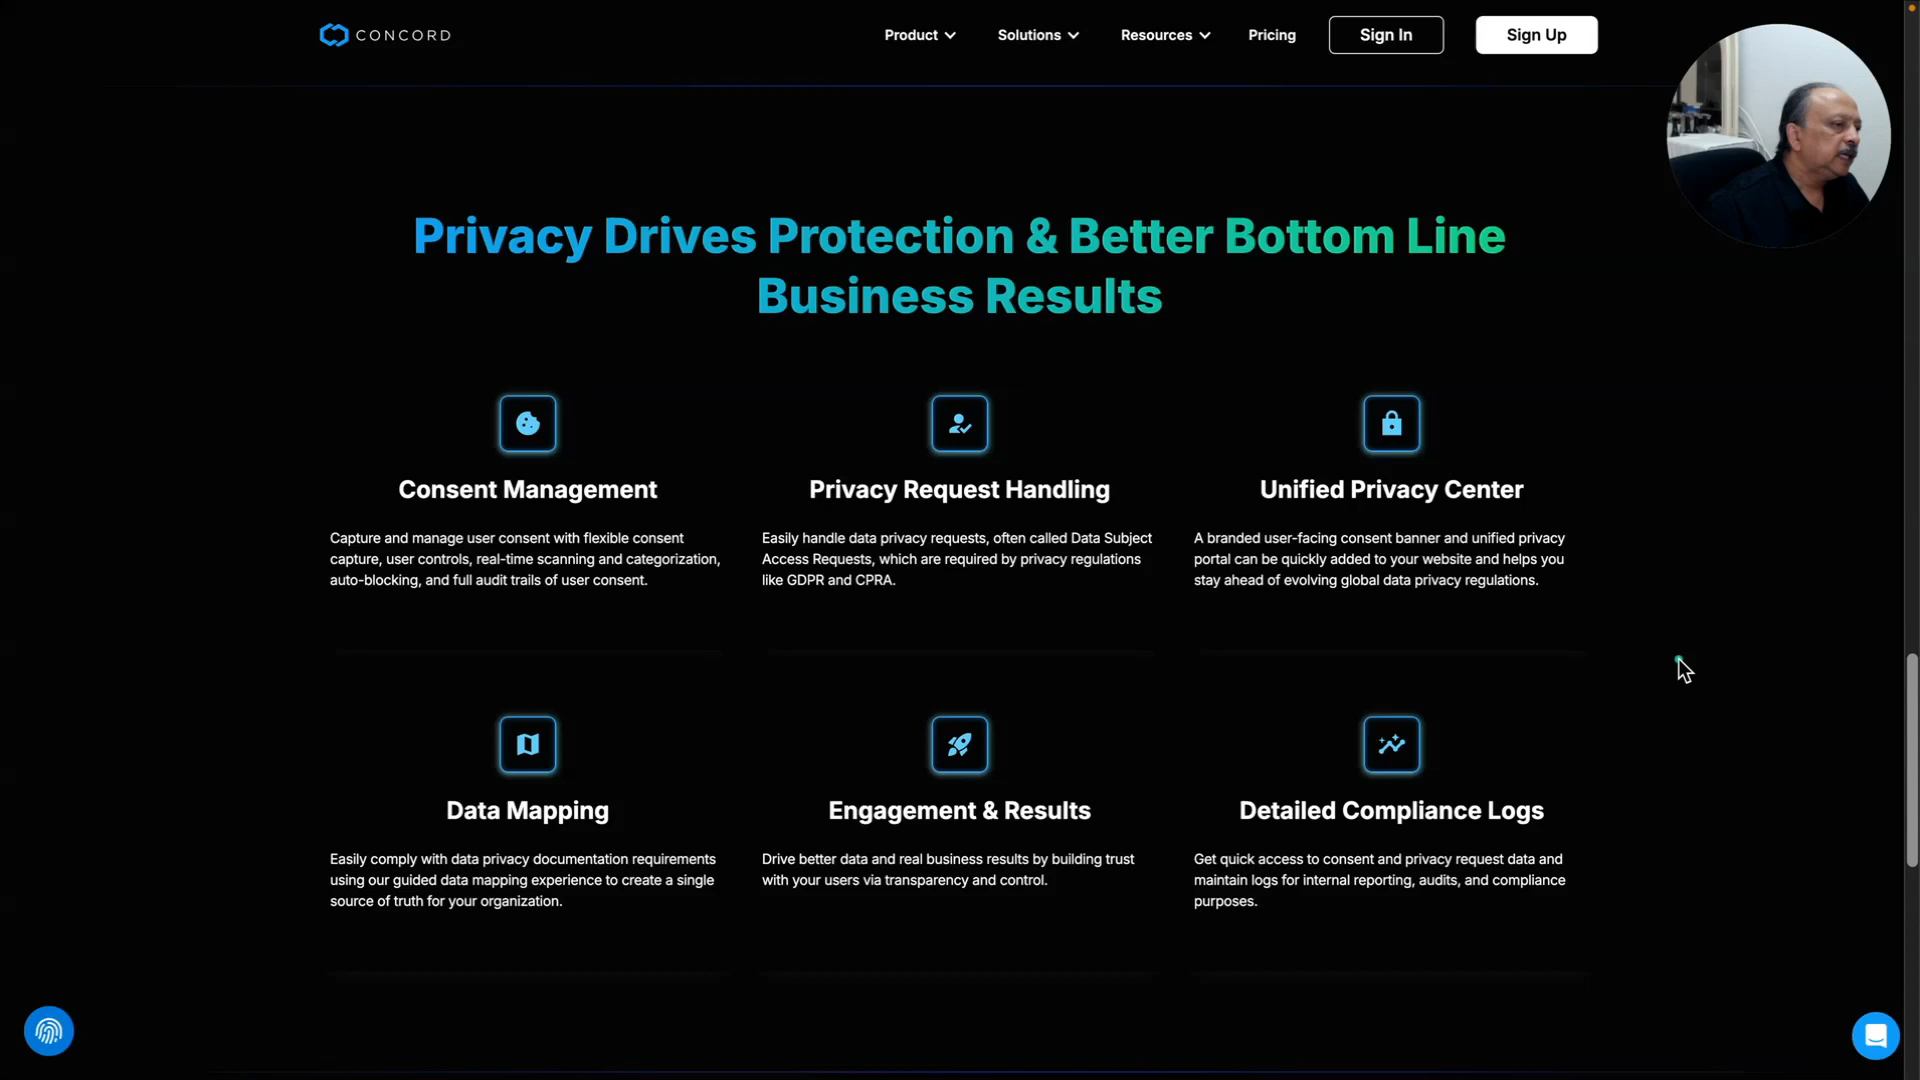 CONCORD
Product
Solutions
Resources
Pricing
Sign In
Sign Up
Privacy Drives Protection & Better Bottom Line
Business Results
Consent Management
Capture and manage user consent with flexible consent
capture, user controls, real-time scanning and categorization,
auto-blocking, and full audit trails of user consent.
Privacy Request Handling
Easily handle data privacy requests, often called Data Subject
Access Requests, which are required by privacy regulations
like GDPR and CPRA.
Unified Privacy Center
A branded user-facing consent banner and unified privacy
portal can be quickly added to your website and helps you
stay ahead of evolving global data privacy regulations.
Data Mapping
Easily comply with data privacy documentation requirements
using our guided data mapping experience to create a single
source of truth for your organization.
Engagement & Results
Drive better data and real business results by building trust
with your users via transparency and control.
Detailed Compliance Logs
Get quick access to consent and privacy request data and
maintain logs for internal reporting, audits, and compliance
purposes.